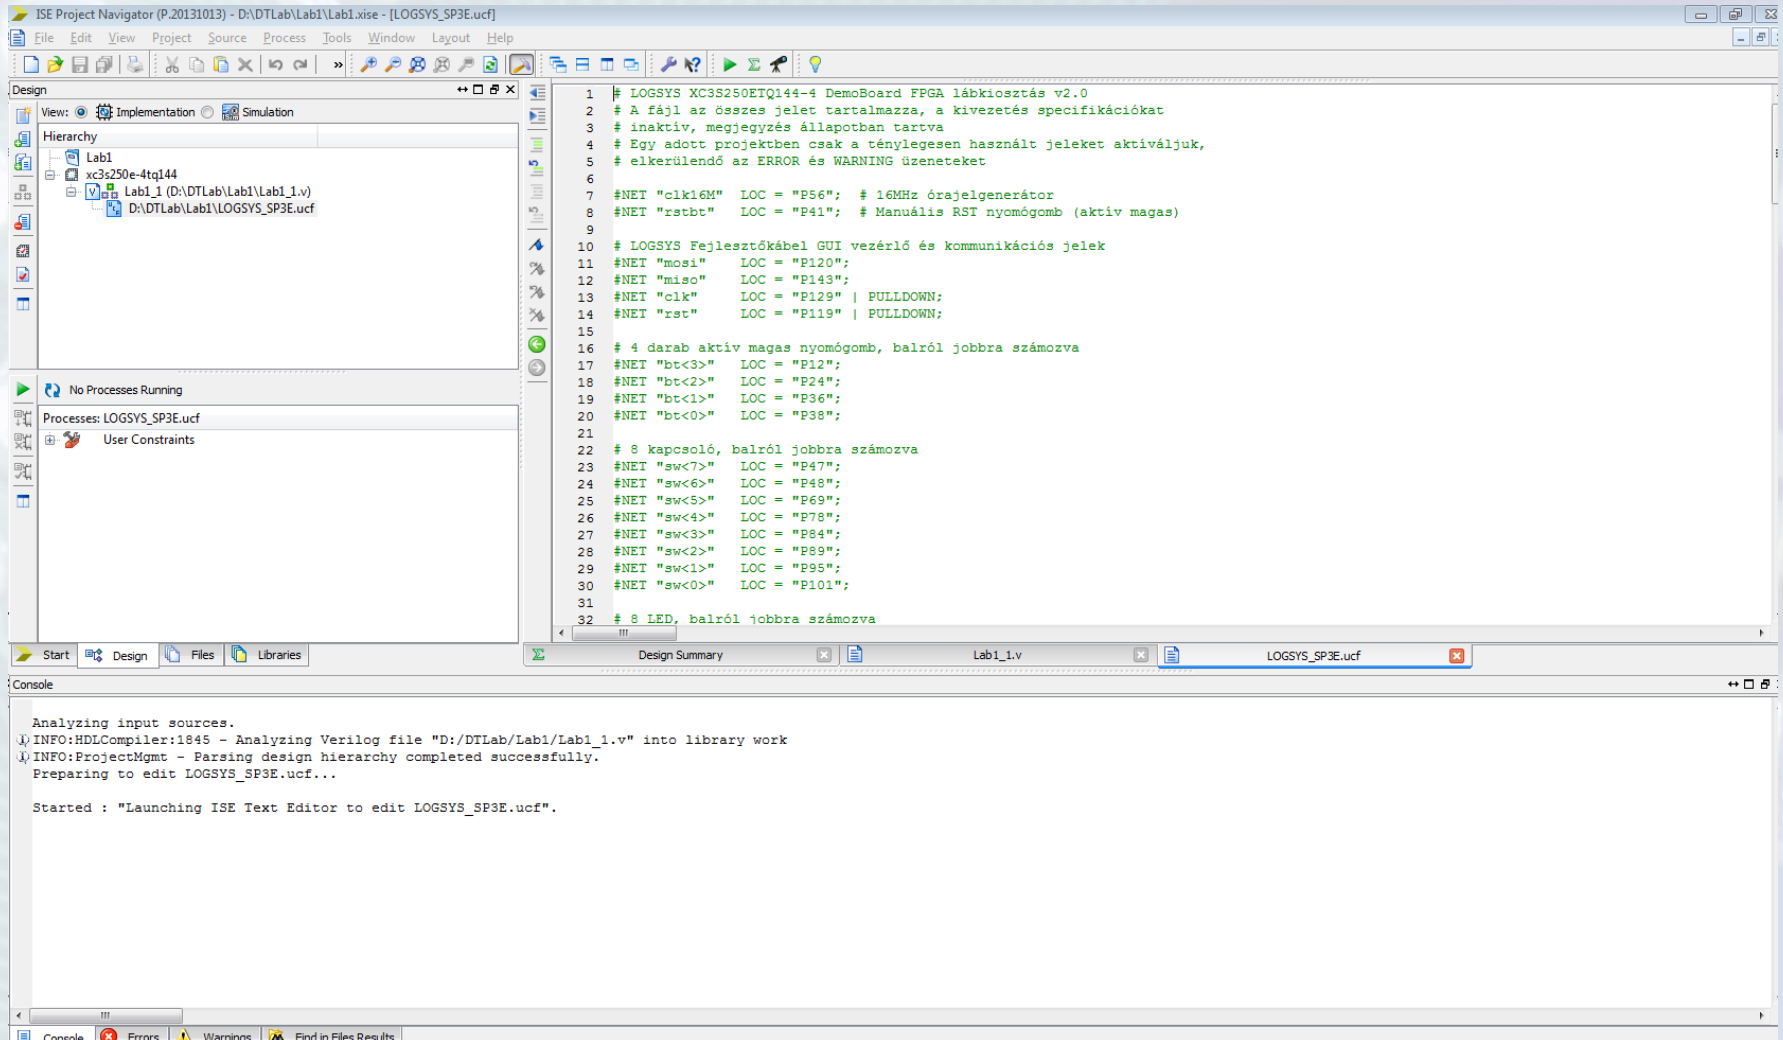 ISE Project Navigator (P.20131013) - D:\DTLab\Lab1\Lab1.xise - [LOGSYS_SP3E.ucf]
File Edit View Project Source Process Tools Window Layout Help
Design
View: Implementation Simulation
Hierarchy
Lab1
xc3s250e-4tq144
Lab1_1 (D:\DTLab\Lab1\Lab1_1.v)
D:\DTLab\Lab1\LOGSYS_SP3E.ucf
No Processes Running
Processes: LOGSYS_SP3E.ucf
User Constraints
Start Design Files Libraries
1 # LOGSYS XC3S250ETQ144-4 DemoBoard FPGA lábkiosztás v2.0
2 # A fájl az összes jelet tartalmazza, a kivezetés specifikációkat
3 # inaktív, megjegyzés állapotban tartva
4 # Egy adott projektben csak a ténylegesen használt jeleket aktíváljuk,
5 # elkerülendő az ERROR és WARNING üzeneteket
6
7 #NET "clk16M" LOC = "P56"; # 16MHz órajelgenerátor
8 #NET "rstbt" LOC = "P41"; # Manuális RST nyomógomb (aktív magas)
9
10 # LOGSYS Fejlesztőkábel GUI vezérlő és kommunikációs jelek
11 #NET "mosi" LOC = "P120";
12 #NET "miso" LOC = "P143";
13 #NET "clk" LOC = "P129" | PULLDOWN;
14 #NET "rst" LOC = "P119" | PULLDOWN;
15
16 # 4 darab aktív magas nyomógomb, balról jobbra számozva
17 #NET "bt<3>" LOC = "P12";
18 #NET "bt<2>" LOC = "P24";
19 #NET "bt<1>" LOC = "P36";
20 #NET "bt<0>" LOC = "P38";
21
22 # 8 kapcsoló, balról jobbra számozva
23 #NET "sw<7>" LOC = "P47";
24 #NET "sw<6>" LOC = "P48";
25 #NET "sw<5>" LOC = "P69";
26 #NET "sw<4>" LOC = "P78";
27 #NET "sw<3>" LOC = "P84";
28 #NET "sw<2>" LOC = "P89";
29 #NET "sw<1>" LOC = "P95";
30 #NET "sw<0>" LOC = "P101";
31
32 # 8 LED, balról jobbra számozva
Design Summary Lab1_1.v LOGSYS_SP3E.ucf
Console
Analyzing input sources.
INFO:HDLCompiler:1845 - Analyzing Verilog file "D:/DTLab/Lab1/Lab1_1.v" into library work
INFO:ProjectMgmt - Parsing design hierarchy completed successfully.
Preparing to edit LOGSYS_SP3E.ucf...
Started : "Launching ISE Text Editor to edit LOGSYS_SP3E.ucf".
Console Errors Warnings Find in Files Results